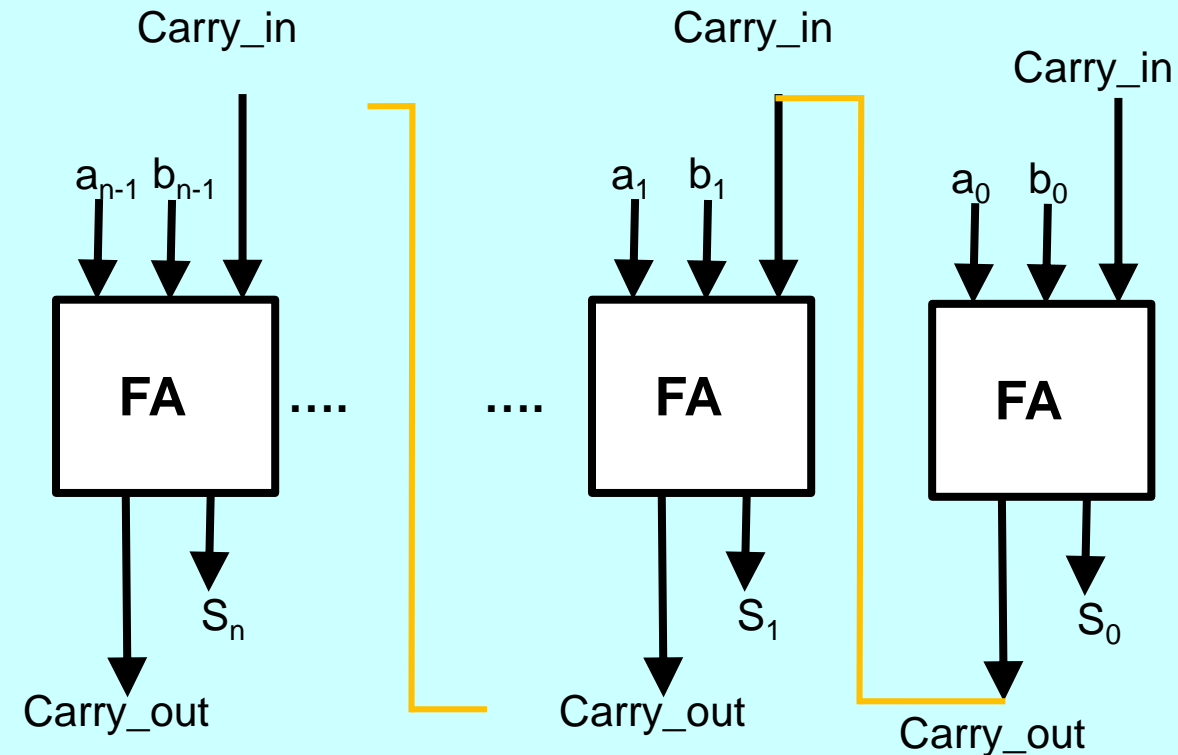 Carry_in Carry_in
Carry_in
aₙ₋₁ bₙ₋₁ a₁ b₁ a₀ b₀
FA .... .... FA FA
Sₙ S₁ S₀
Carry_out Carry_out Carry_out